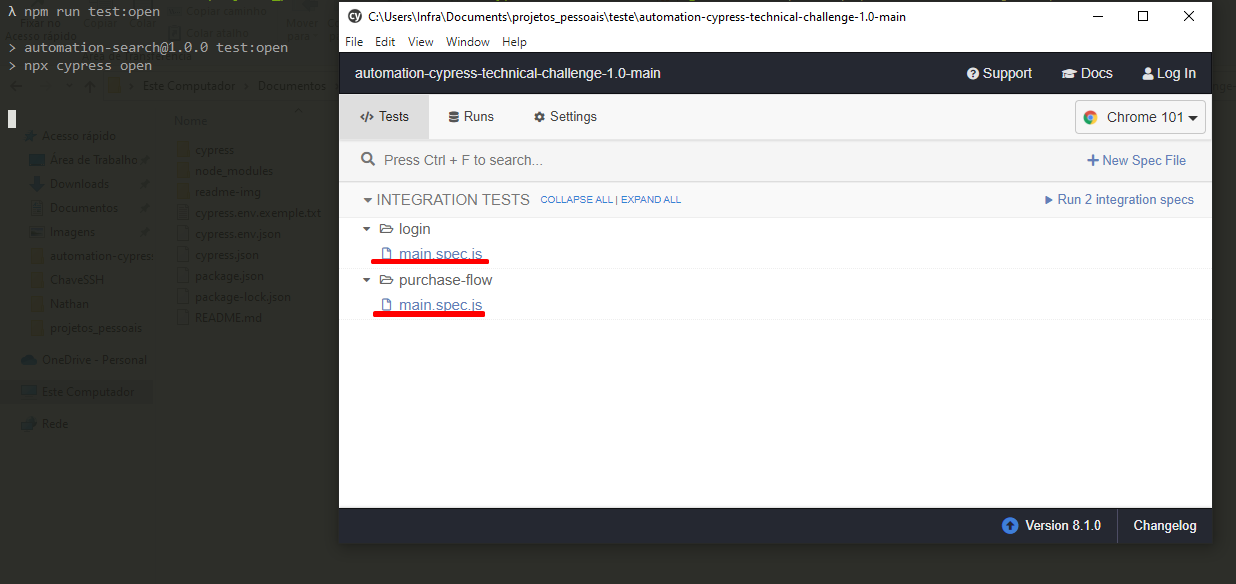 λ npm run test:open
> automation-search@1.0.0 test:open
> npx cypress open
Este Computador > Documentos
Nome
Acesso rápido
Área de Trabalho
Downloads
Documentos
Imagens
automation-cypress
ChaveSSH
Nathan
projetos_pessoais
OneDrive - Personal
Este Computador
Rede
cypress
node_modules
readme-img
cypress.env.exemple.txt
cypress.env.json
cypress.json
package.json
package-lock.json
README.md
cy C:\Users\Infra\Documents\projetos_pessoais\teste\automation-cypress-technical-challenge-1.0-main
File Edit View Window Help
automation-cypress-technical-challenge-1.0-main Support Docs Log In
</> Tests Runs Settings Chrome 101
Press Ctrl + F to search... + New Spec File
INTEGRATION TESTS COLLAPSE ALL | EXPAND ALL Run 2 integration specs
login
main.spec.js
purchase-flow
main.spec.js
Version 8.1.0 Changelog